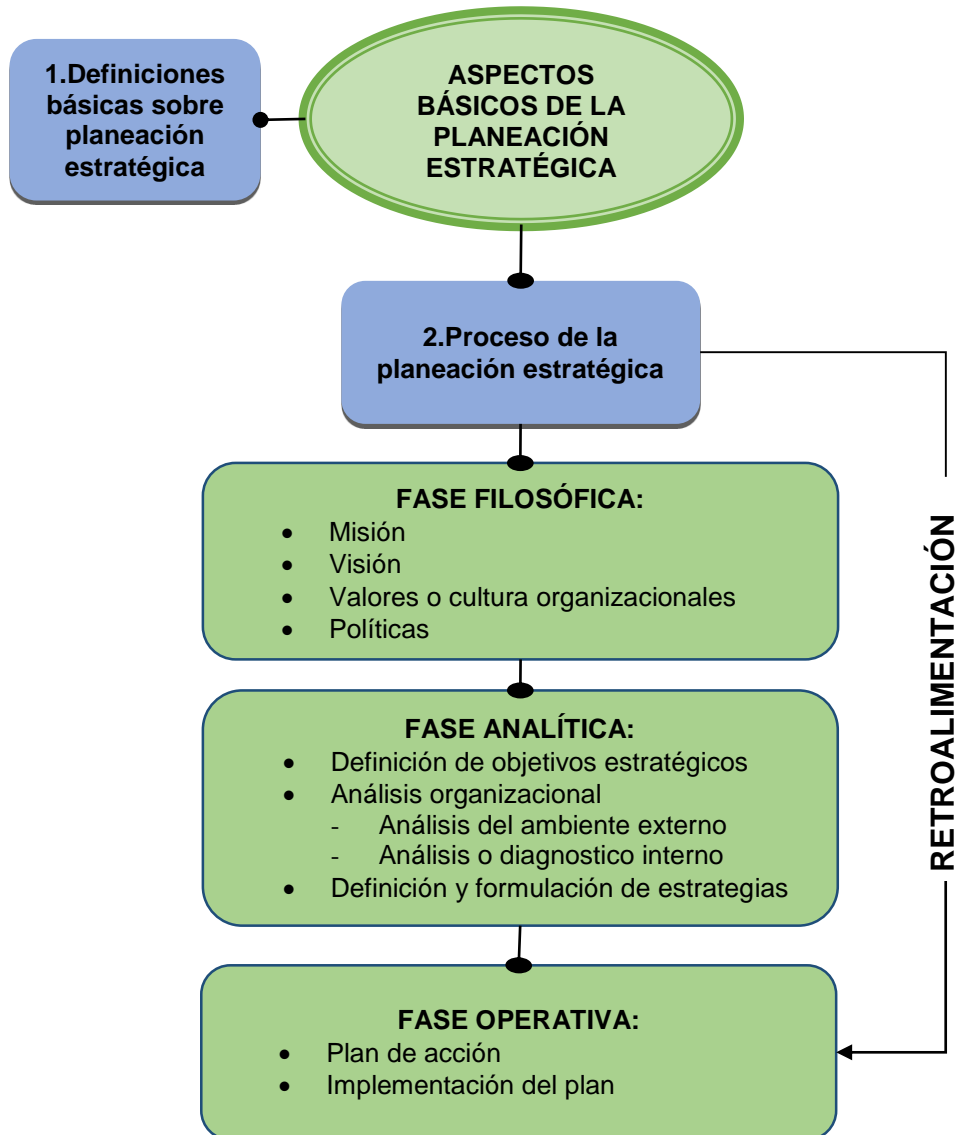 1.Definiciones
básicas sobre
planeación
estratégica
ASPECTOS
BÁSICOS DE LA
PLANEACIÓN
ESTRATÉGICA
2.Proceso de la
planeación estratégica
FASE FILOSÓFICA:
• Misión
• Visión
• Valores o cultura organizacionales
• Políticas
FASE ANALÍTICA:
• Definición de objetivos estratégicos
• Análisis organizacional
- Análisis del ambiente externo
- Análisis o diagnostico interno
• Definición y formulación de estrategias
FASE OPERATIVA:
• Plan de acción
• Implementación del plan
RETROALIMENTACIÓN